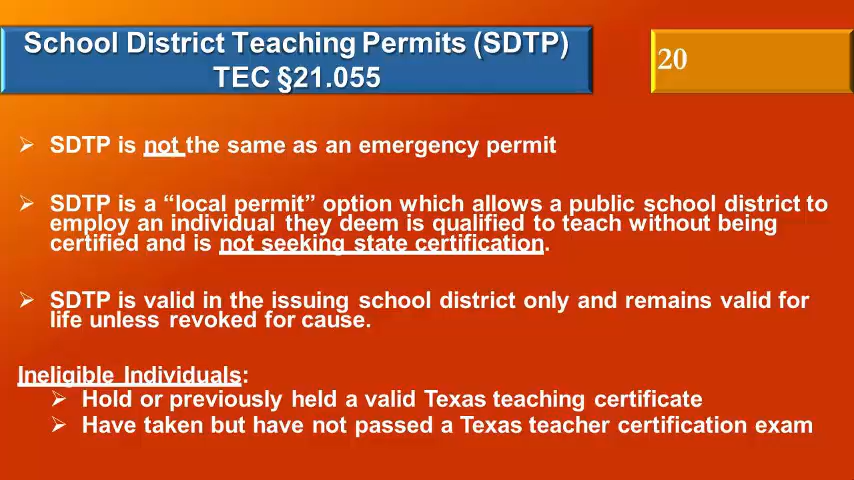 School District Teaching Permits (SDTP)
TEC §21.055
20
➢ SDTP is not the same as an emergency permit
➢ SDTP is a “local permit” option which allows a public school district to
employ an individual they deem is qualified to teach without being
certified and is not seeking state certification.
➢ SDTP is valid in the issuing school district only and remains valid for
life unless revoked for cause.
Ineligible Individuals:
➢ Hold or previously held a valid Texas teaching certificate
➢ Have taken but have not passed a Texas teacher certification exam